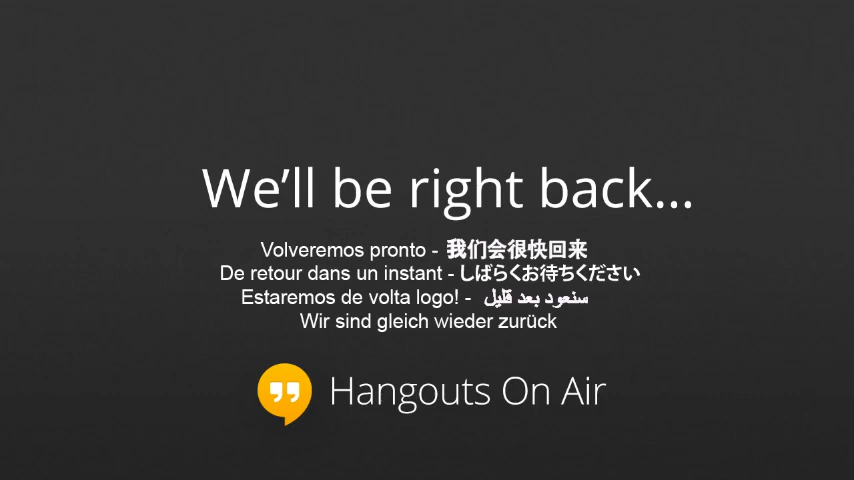 We'll be right back...
Volveremos pronto - 我们会很快回来
De retour dans un instant - しばらくお待ちください
Estaremos de volta logo! - سنعود بعد قليل
Wir sind gleich wieder zurück
Hangouts On Air